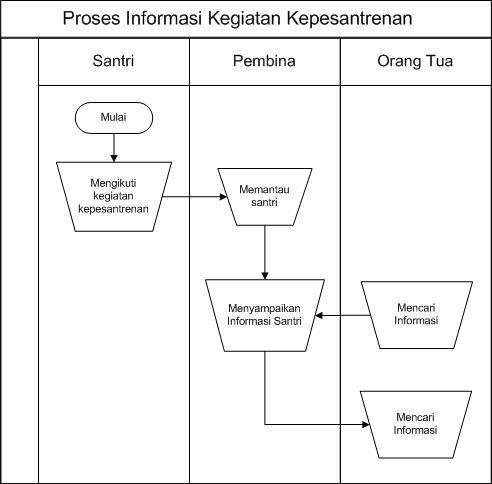 Proses Informasi Kegiatan Kepesantrenan
Santri
Pembina
Orang Tua
Mulai
Mengikuti
kegiatan
kepesantrenan
Memantau
santri
Menyampaikan
Informasi Santri
Mencari
Informasi
Mencari
Informasi